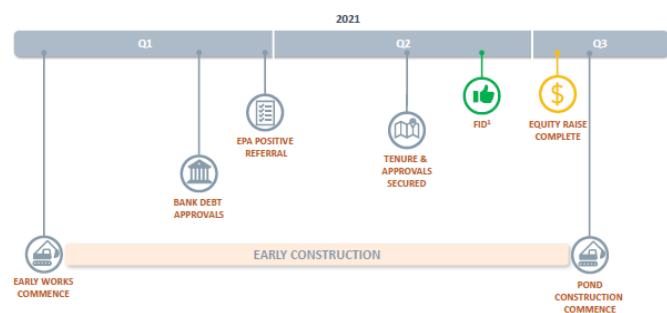 2021
Q1
Q2
Q3
EPA POSITIVE
REFERRAL
FID¹
EQUITY RAISE
COMPLETE
TENURE &
APPROVALS
SECURED
BANK DEBT
APPROVALS
EARLY CONSTRUCTION
EARLY WORKS
COMMENCE
POND
CONSTRUCTION
COMMENCE